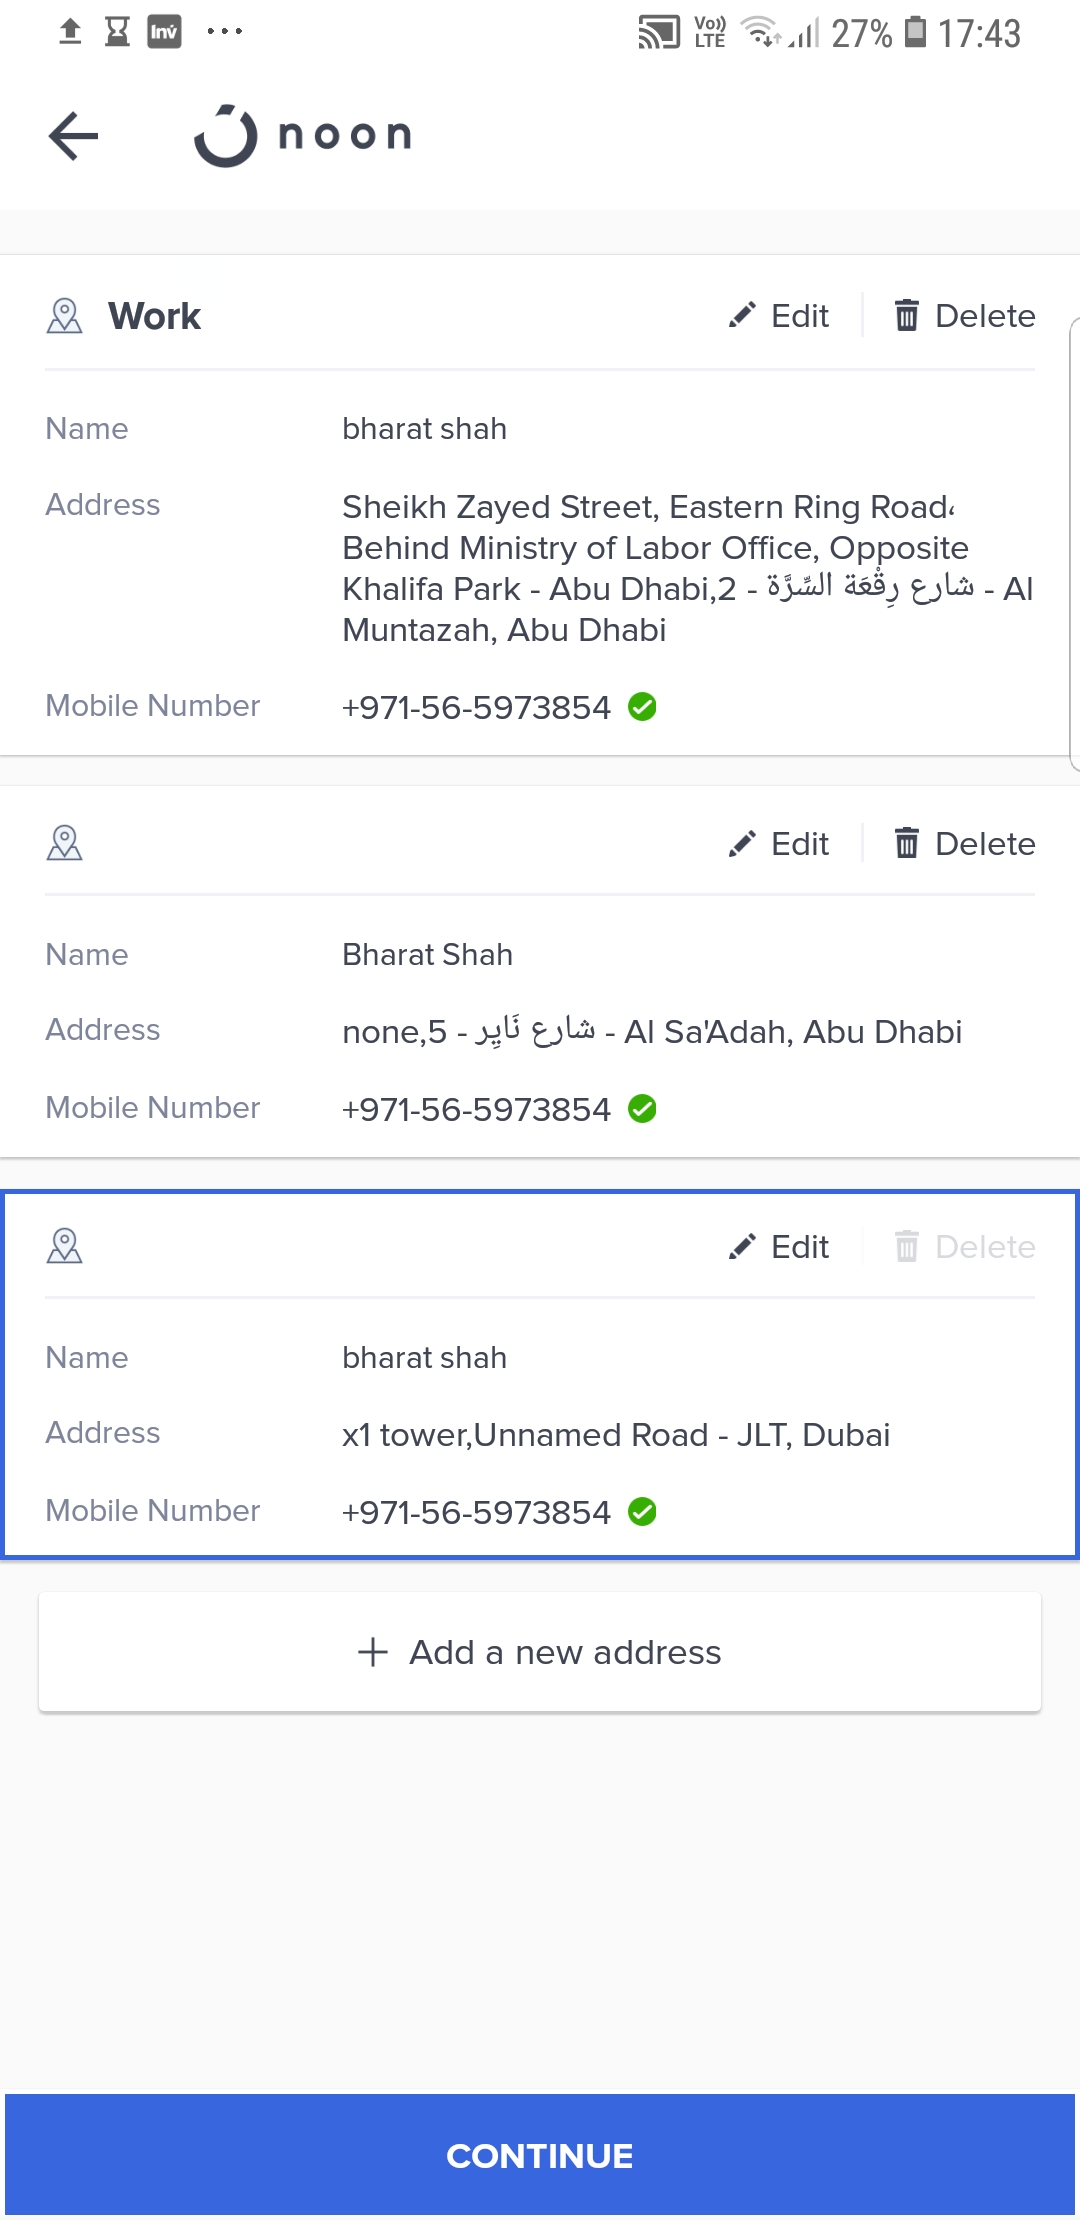 Inv ... Vo)) LTE 27% 17:43
noon
Work Edit Delete
Name bharat shah
Address Sheikh Zayed Street, Eastern Ring Road،
Behind Ministry of Labor Office, Opposite
Khalifa Park - Abu Dhabi,2 - شارع رِقْعَة السِّرَّة - Al
Muntazah, Abu Dhabi
Mobile Number +971-56-5973854
Edit Delete
Name Bharat Shah
Address none,5 - شارع نَايِر - Al Sa'Adah, Abu Dhabi
Mobile Number +971-56-5973854
Edit Delete
Name bharat shah
Address x1 tower,Unnamed Road - JLT, Dubai
Mobile Number +971-56-5973854
+ Add a new address
CONTINUE